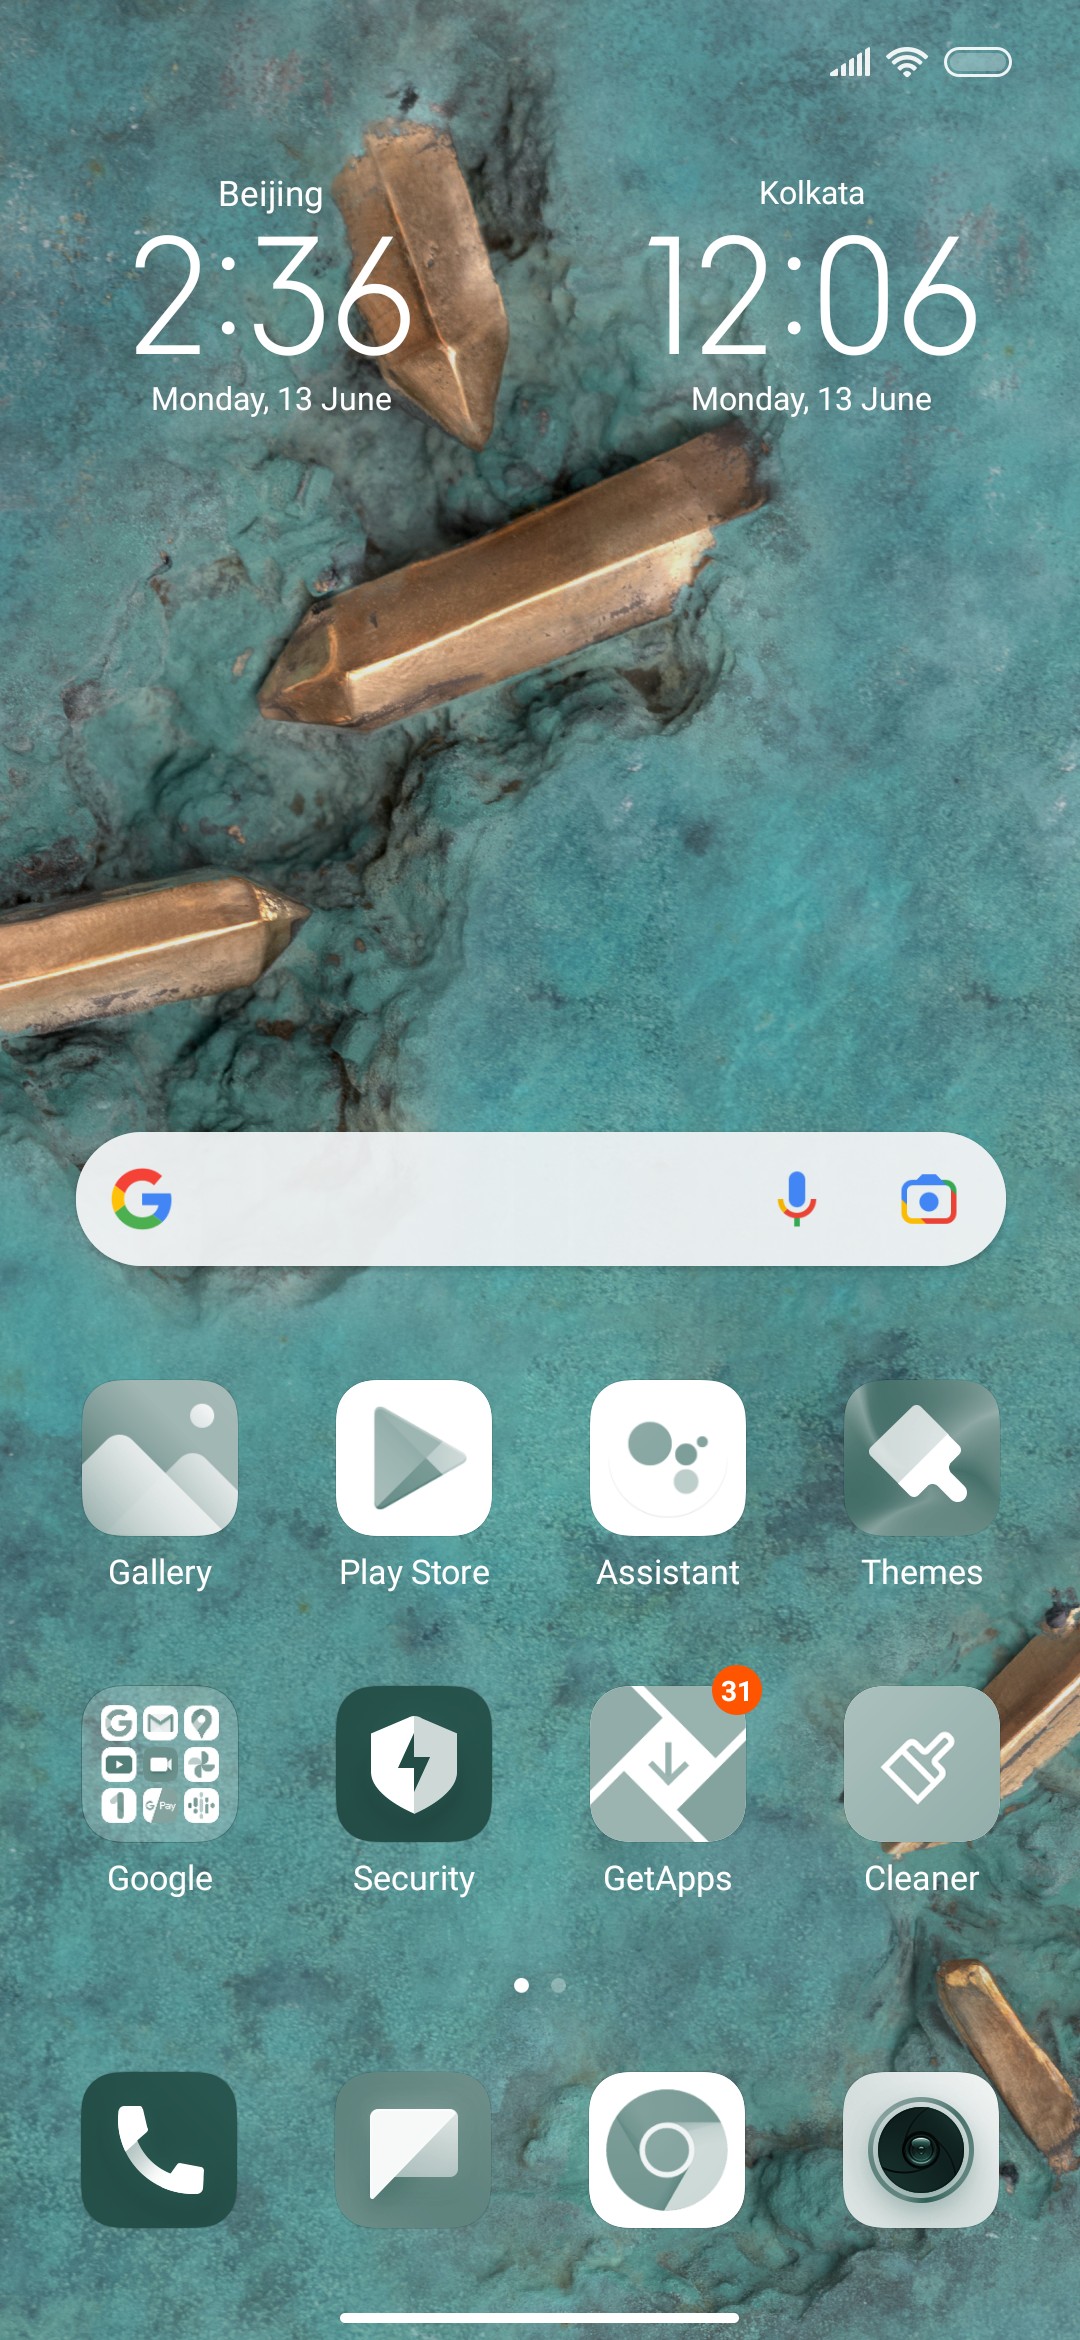 Beijing
2:36
Monday, 13 June
Kolkata
12:06
Monday, 13 June
Gallery
Play Store
Assistant
Themes
G Pay
31
Google
Security
GetApps
Cleaner